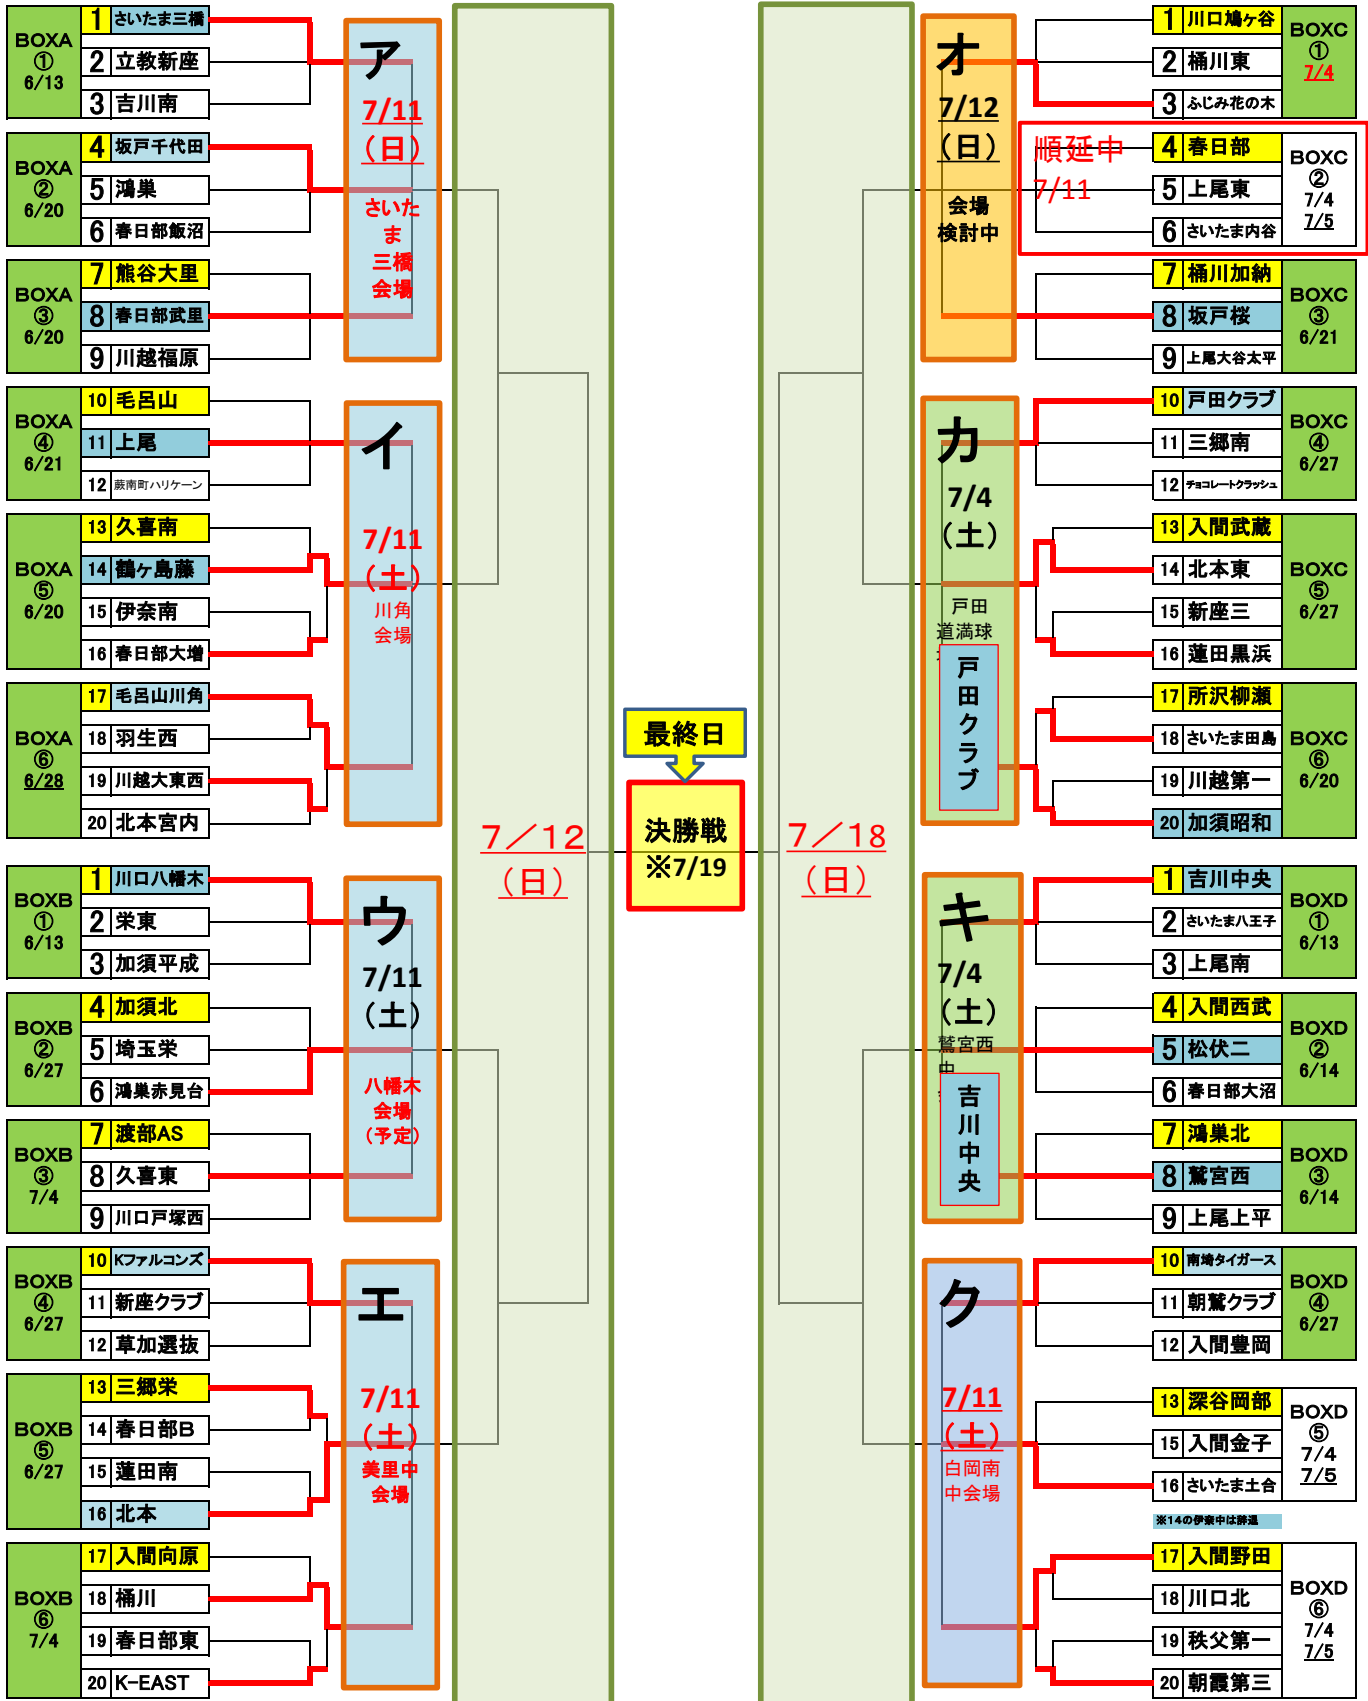 BOXA
①
6/13
1 さいたま三橋
2 立教新座
3 吉川南
BOXA
②
6/20
4 坂戸千代田
5 鴻巣
6 春日部飯沼
BOXA
③
6/20
7 熊谷大里
8 春日部武里
9 川越福原
BOXA
④
6/21
10 毛呂山
11 上尾
12 蕨南町ハリケーン
BOXA
⑤
6/20
13 久喜南
14 鶴ヶ島藤
15 伊奈南
16 春日部大増
BOXA
⑥
6/28
17 毛呂山川角
18 羽生西
19 川越大東西
20 北本宮内
BOXB
①
6/13
1 川口八幡木
2 栄東
3 加須平成
BOXB
②
6/27
4 加須北
5 埼玉栄
6 鴻巣赤見台
BOXB
③
7/4
7 渡部AS
8 久喜東
9 川口戸塚西
BOXB
④
6/27
10 Kファルコンズ
11 新座クラブ
12 草加選抜
BOXB
⑤
6/27
13 三郷栄
14 春日部B
15 蓮田南
16 北本
BOXB
⑥
7/4
17 入間向原
18 桶川
19 春日部東
20 K-EAST
ア
7/11
(日)
さいた
ま
三橋
会場
イ
7/11
(土)
川角
会場
ウ
7/11
(土)
八幡木
会場
(予定)
エ
7/11
(土)
美里中
会場
7／12
(日)
最終日
決勝戦
※7/19
7／18
(日)
オ
7/12
(日)
会場
検討中
カ
7/4
(土)
戸田
道満球
戸田クラブ
キ
7/4
(土)
鷲宮西
中
吉川中央
ク
7/11
(土)
白岡南
中会場
1 川口鳩ヶ谷
2 桶川東
3 ふじみ花の木
BOXC
①
7/4
順延中
7/11
4 春日部
5 上尾東
6 さいたま内谷
BOXC
②
7/4
7/5
7 桶川加納
8 坂戸桜
9 上尾大谷太平
BOXC
③
6/21
10 戸田クラブ
11 三郷南
12 チョコレートクラッシュ
BOXC
④
6/27
13 入間武蔵
14 北本東
15 新座三
16 蓮田黒浜
BOXC
⑤
6/27
17 所沢柳瀬
18 さいたま田島
19 川越第一
20 加須昭和
BOXC
⑥
6/20
1 吉川中央
2 さいたま八王子
3 上尾南
BOXD
①
6/13
4 入間西武
5 松伏二
6 春日部大沼
BOXD
②
6/14
7 鴻巣北
8 鷲宮西
9 上尾上平
BOXD
③
6/14
10 南埼タイガース
11 朝鷲クラブ
12 入間豊岡
BOXD
④
6/27
13 深谷岡部
15 入間金子
16 さいたま土合
BOXD
⑤
7/4
7/5
※14の伊奈中は辞退
17 入間野田
18 川口北
19 秩父第一
20 朝霞第三
BOXD
⑥
7/4
7/5